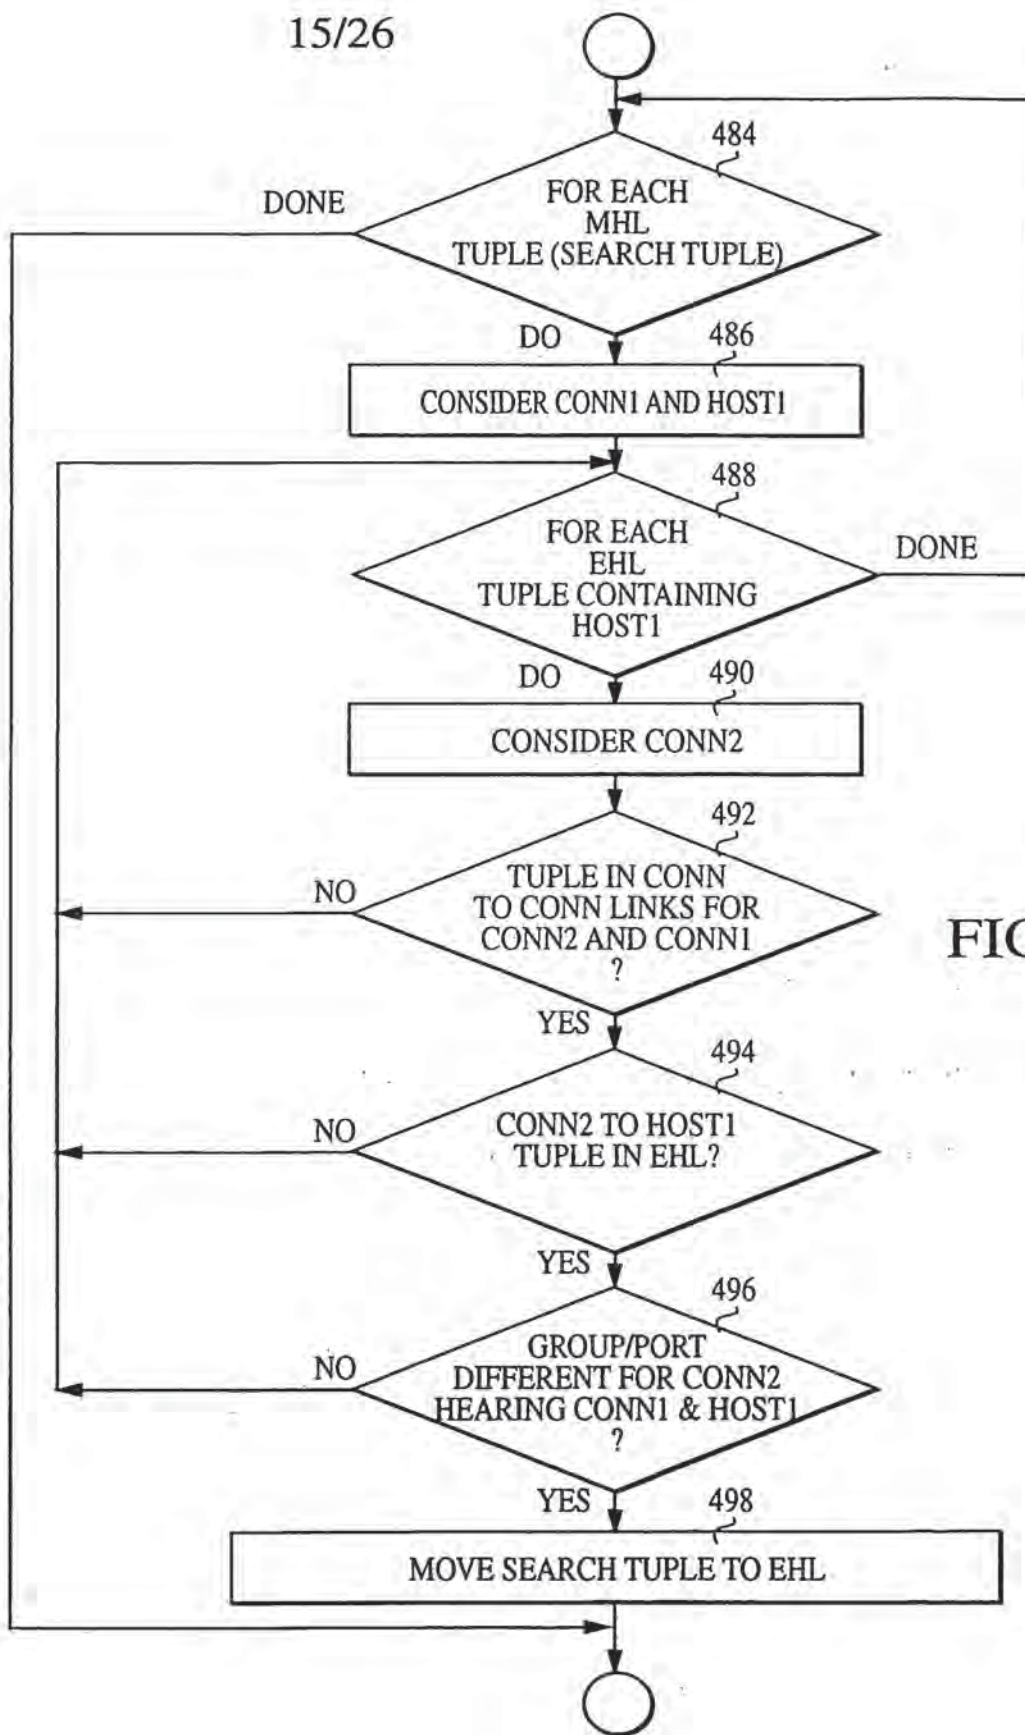 15/26
484
DONE
FOR EACH
MHL
TUPLE (SEARCH TUPLE)
DO
486
CONSIDER CONN1 AND HOST1
488
FOR EACH
EHL
TUPLE CONTAINING
HOST1
DONE
DO
490
CONSIDER CONN2
492
TUPLE IN CONN
TO CONN LINKS FOR
CONN2 AND CONN1
?
NO
FIG
YES
494
CONN2 TO HOST1
TUPLE IN EHL?
NO
YES
496
GROUP/PORT
DIFFERENT FOR CONN2
HEARING CONN1 & HOST1
?
NO
YES
498
MOVE SEARCH TUPLE TO EHL